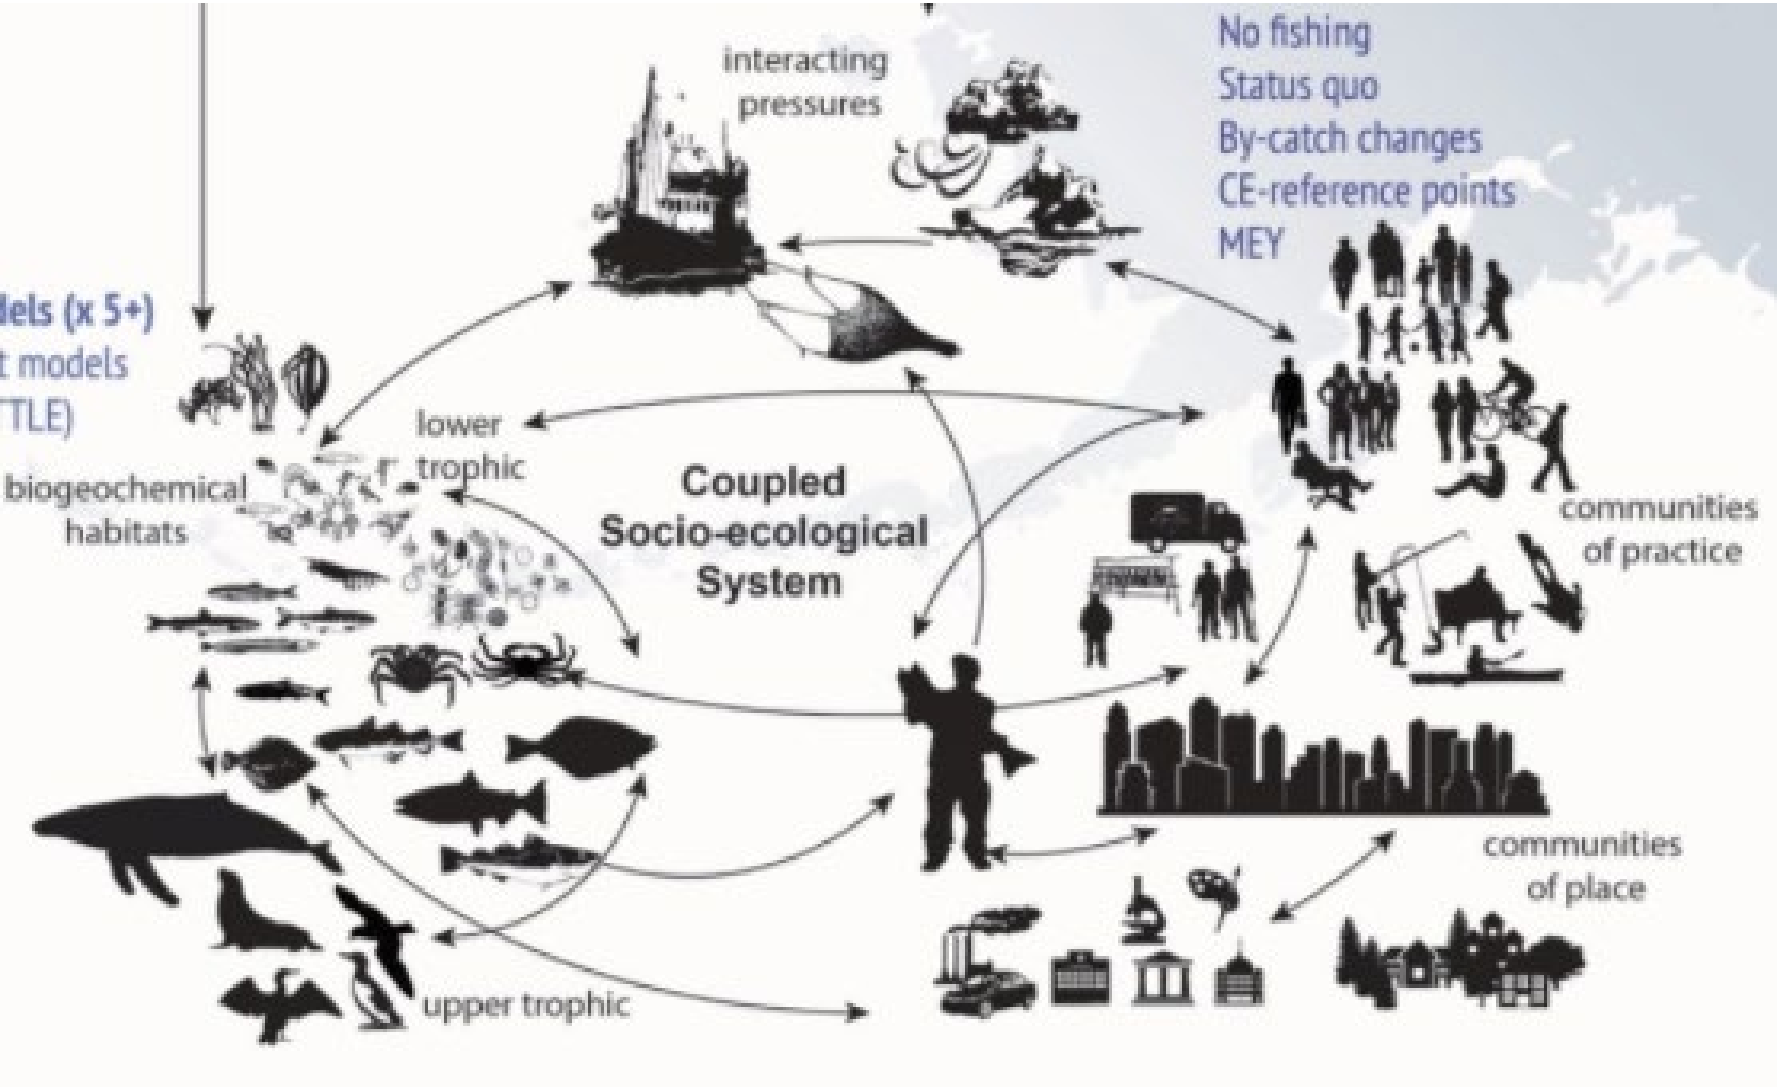 interacting
pressures
No fishing
Status quo
By-catch changes
CE-reference points
MEY
dels (x 5+)
t models
TTLE)
lower
trophic
biogeochemical
habitats
Coupled
Socio-ecological
System
communities
of practice
communities
of place
upper trophic